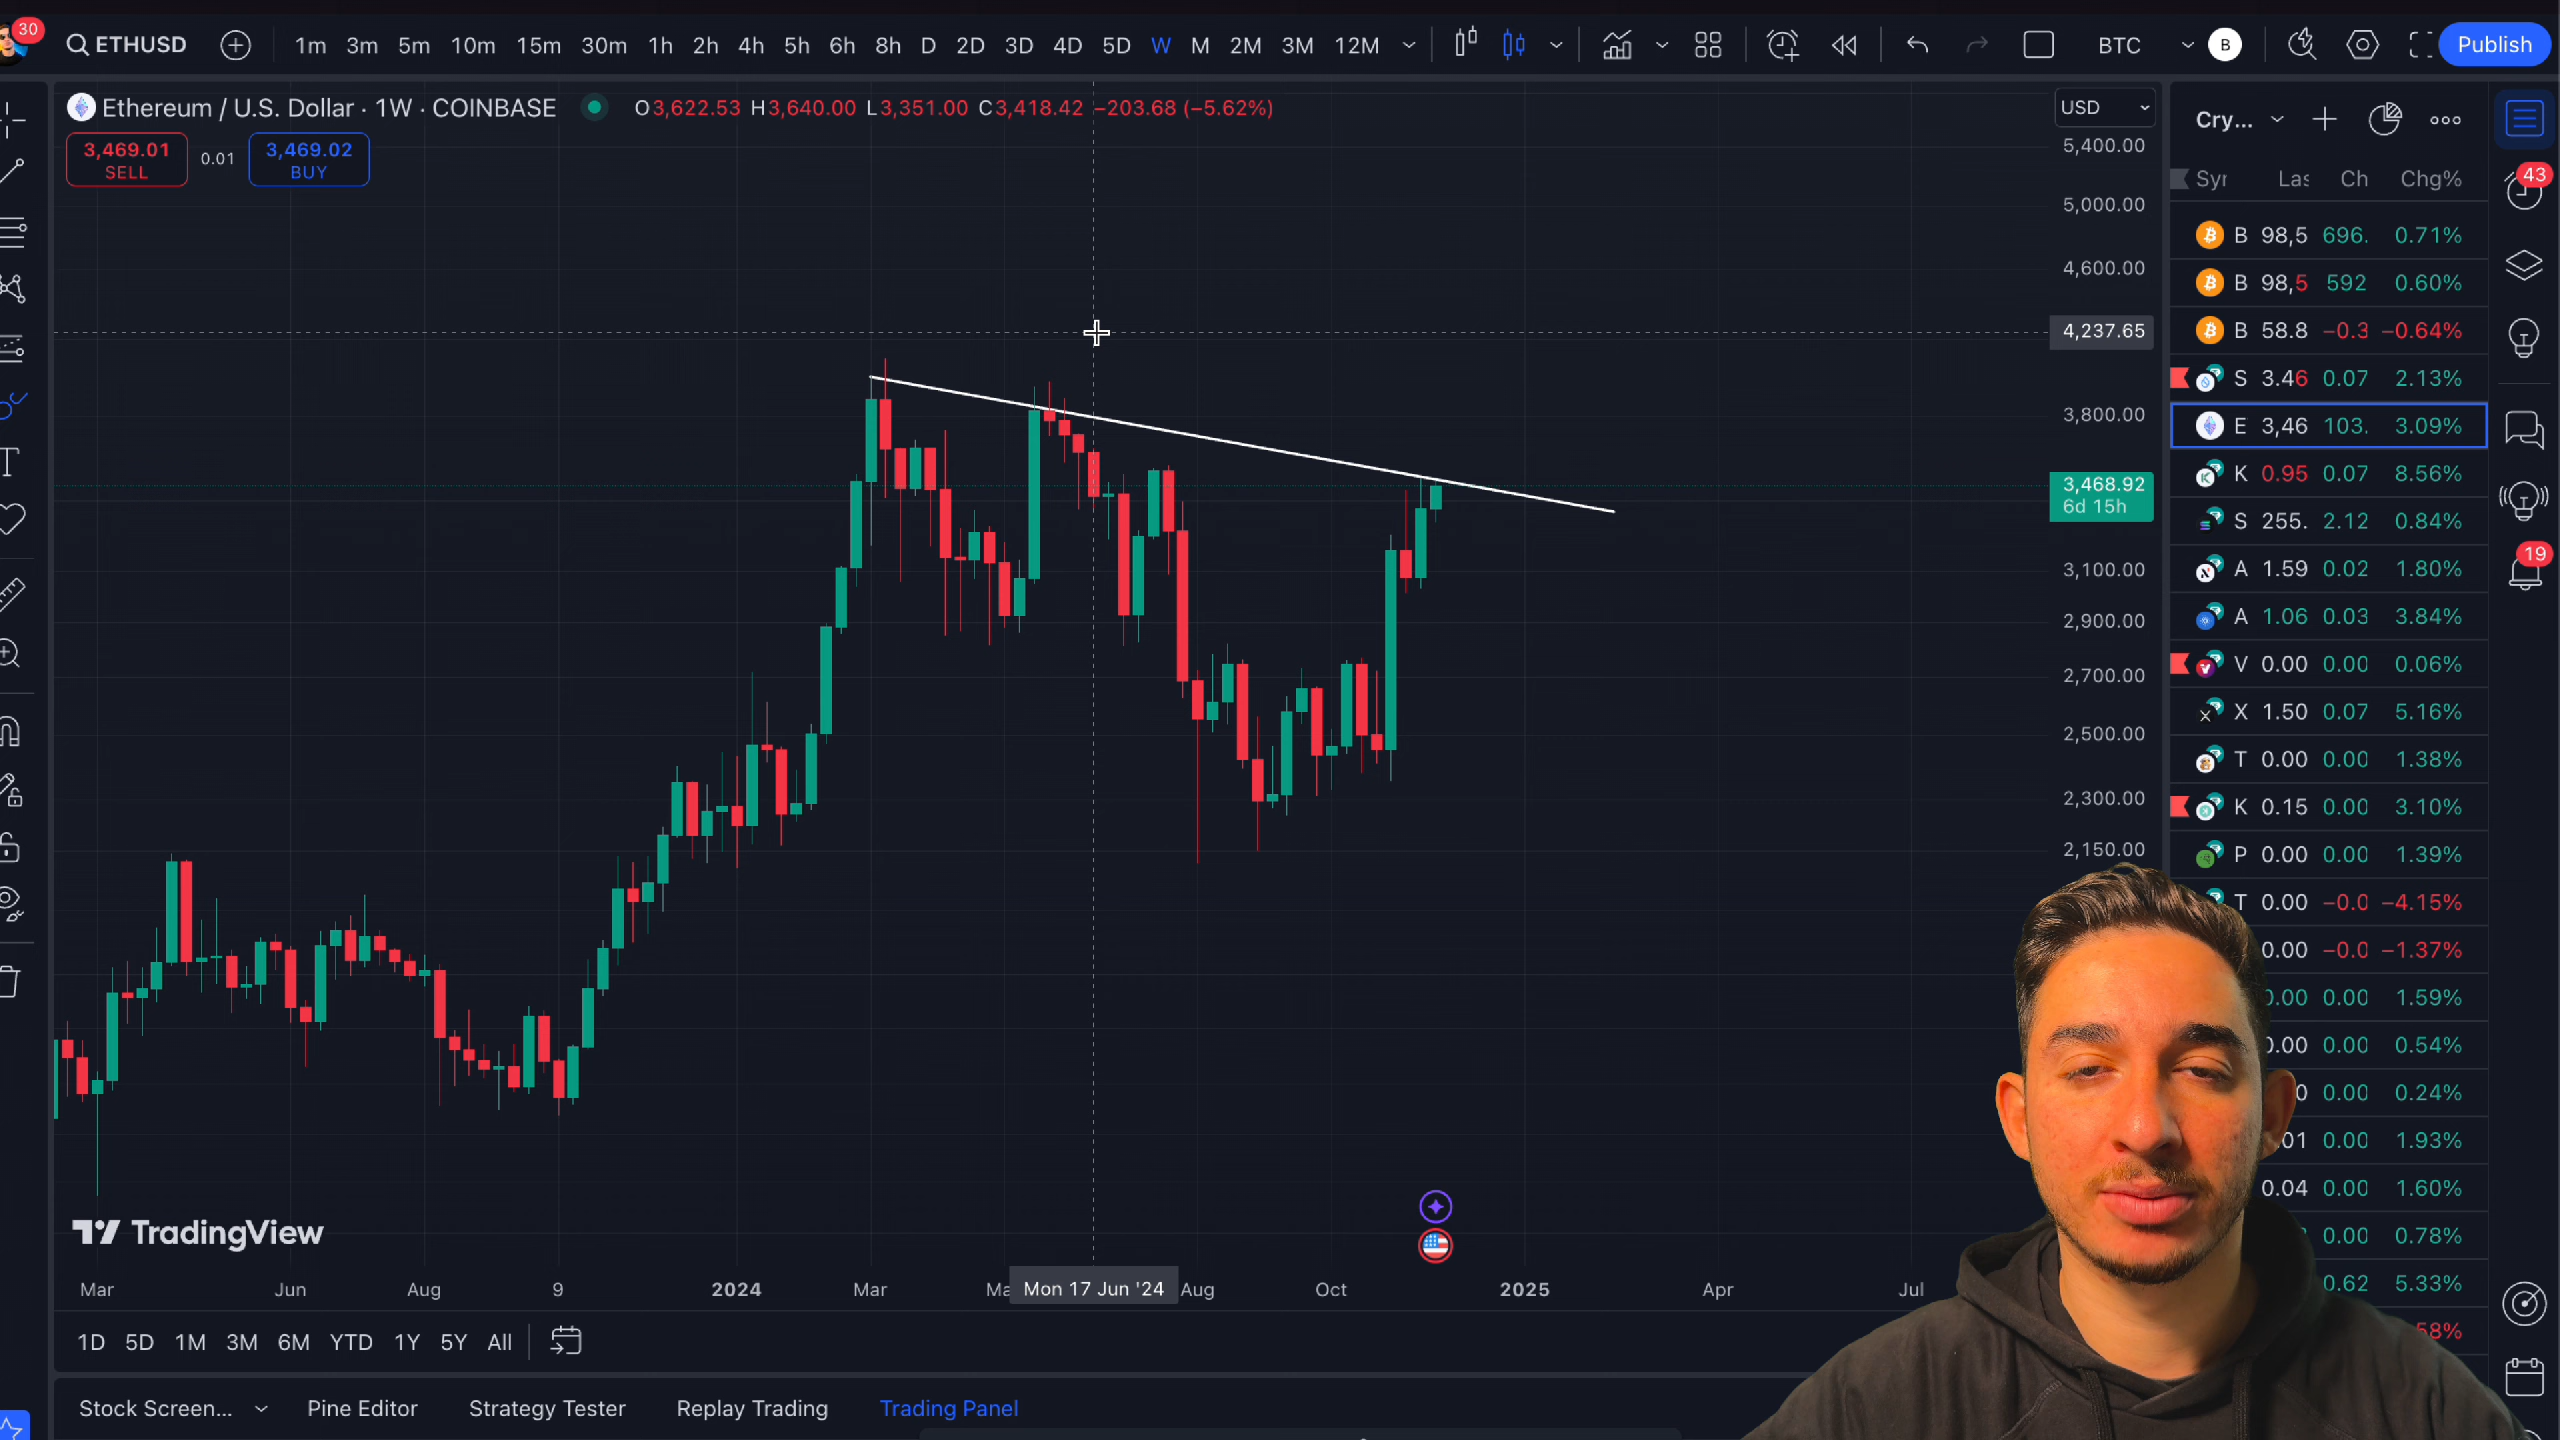 30
ETHUSD
1m 3m 5m 10m 15m 30m 1h 2h 4h 5h 6h 8h D 2D 3D 4D 5D W M 2M 3M 12M
BTC
B
Publish
Ethereum / U.S. Dollar · 1W · COINBASE
O3,622.53 H3,640.00 L3,351.00 C3,418.42 −203.68 (−5.62%)
USD
Cry...
3,469.01
SELL
0.01
3,469.02
BUY
5,400.00
5,000.00
4,600.00
4,237.65
3,800.00
3,468.92
6d 15h
3,100.00
2,900.00
2,700.00
2,500.00
2,300.00
2,150.00
Syr Las Ch Chg%
43
B 98,5 696. 0.71%
B 98,5 592 0.60%
B 58.8 −0.3 −0.64%
S 3.46 0.07 2.13%
E 3,46 103. 3.09%
K 0.95 0.07 8.56%
S 255. 2.12 0.84%
19
A 1.59 0.02 1.80%
A 1.06 0.03 3.84%
V 0.00 0.00 0.06%
X 1.50 0.07 5.16%
T 0.00 0.00 1.38%
K 0.15 0.00 3.10%
P 0.00 0.00 1.39%
T 0.00 −0.0 −4.15%
0.00 −0.0 −1.37%
0.00 0.00 1.59%
0.00 0.00 0.54%
0 0.00 0.24%
.01 0.00 1.93%
0.04 0.00 1.60%
0.00 0.78%
0.62 5.33%
58%
T
TradingView
Mar Jun Aug 9 2024 Mar Ma Mon 17 Jun '24 Aug Oct 2025 Apr Jul
1D 5D 1M 3M 6M YTD 1Y 5Y All
Stock Screen... Pine Editor Strategy Tester Replay Trading Trading Panel